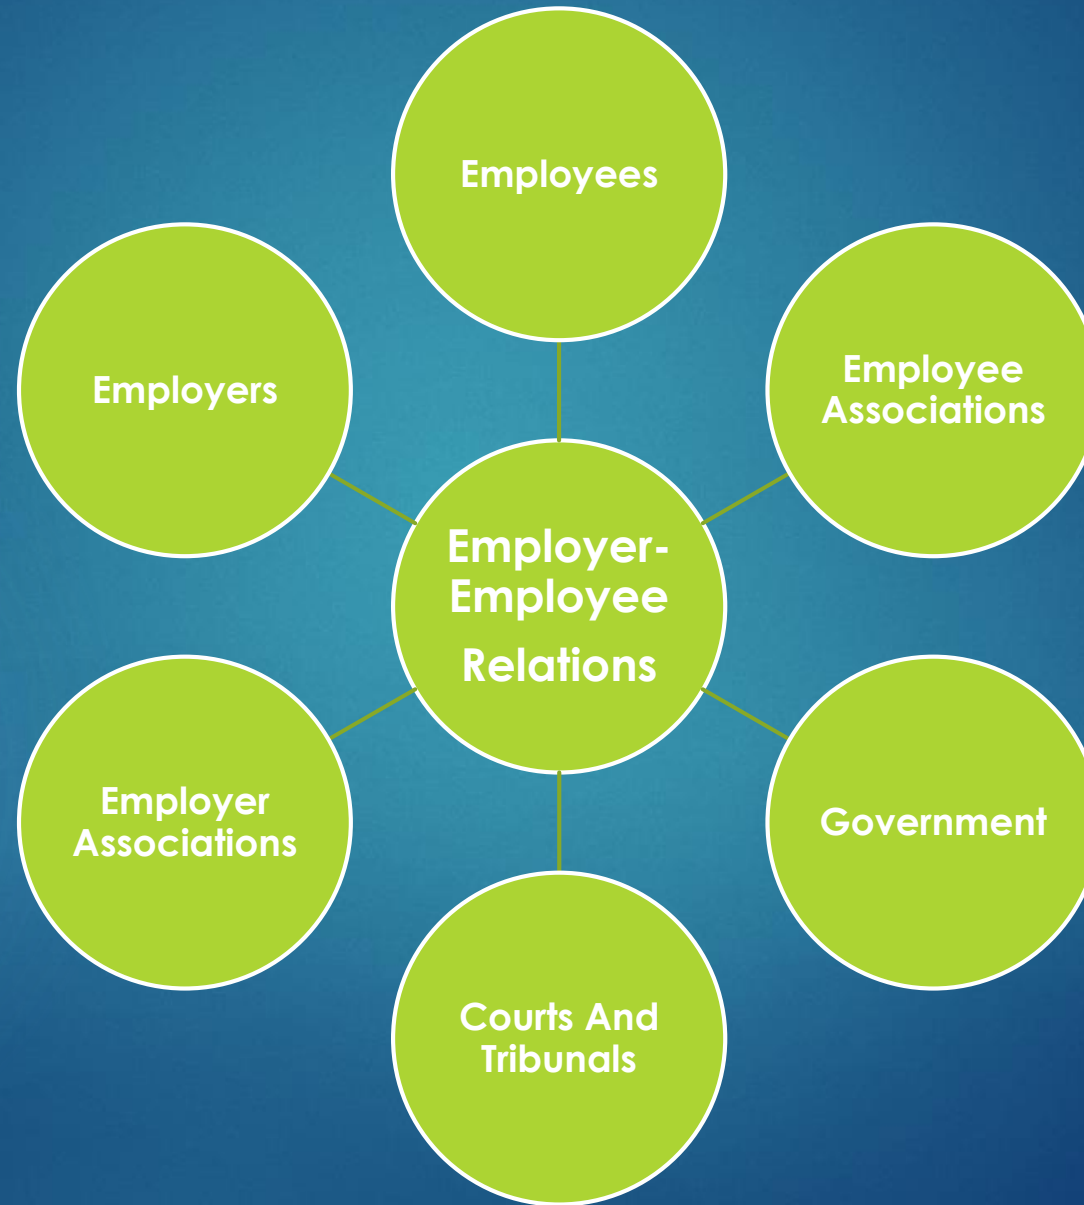 Employees
Employers
Employee
Associations
Employer-
Employee
Relations
Employer
Associations
Government
Courts And
Tribunals